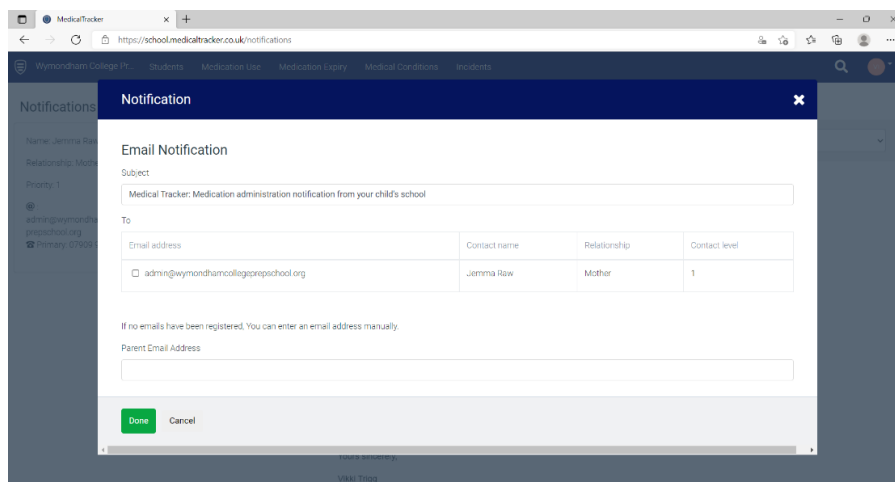 MedicalTracker
https://school.medicaltracker.co.uk/notifications
Wymondham College Pr... Students Medication Use Medication Expiry Medical Conditions Incidents
Notifications
Notification
Name: Jemma Raw
Relationship: Mothe
Priority: 1
@
admin@wymondha
prepschool.org
Primary: 07909
Email Notification
Subject
Medical Tracker: Medication administration notification from your child's school
To
Email address Contact name Relationship Contact level
admin@wymondhamcollegeprepschool.org Jemma Raw Mother 1
If no emails have been registered, You can enter an email address manually.
Parent Email Address
Done Cancel
sincerely,
Vikki Trigg